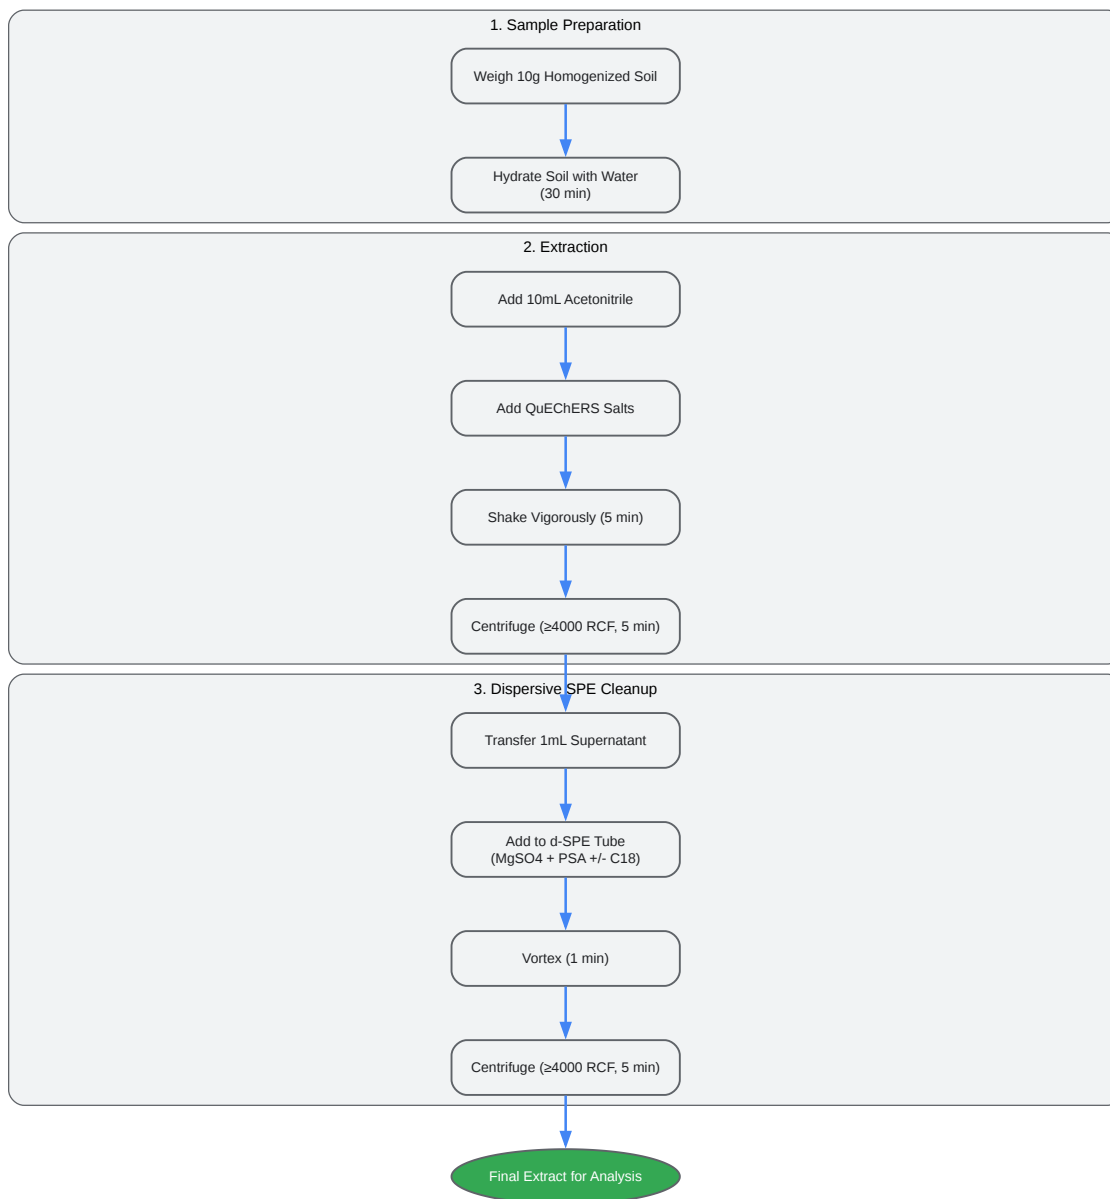 1. Sample Preparation
Weigh 10g Homogenized Soil
Hydrate Soil with Water
(30 min)
2. Extraction
Add 10mL Acetonitrile
Add QuEChERS Salts
Shake Vigorously (5 min)
Centrifuge (≥4000 RCF, 5 min)
3. Dispersive SPE Cleanup
Transfer 1mL Supernatant
Add to d-SPE Tube
(MgSO4 + PSA +/- C18)
Vortex (1 min)
Centrifuge (≥4000 RCF, 5 min)
Final Extract for Analysis